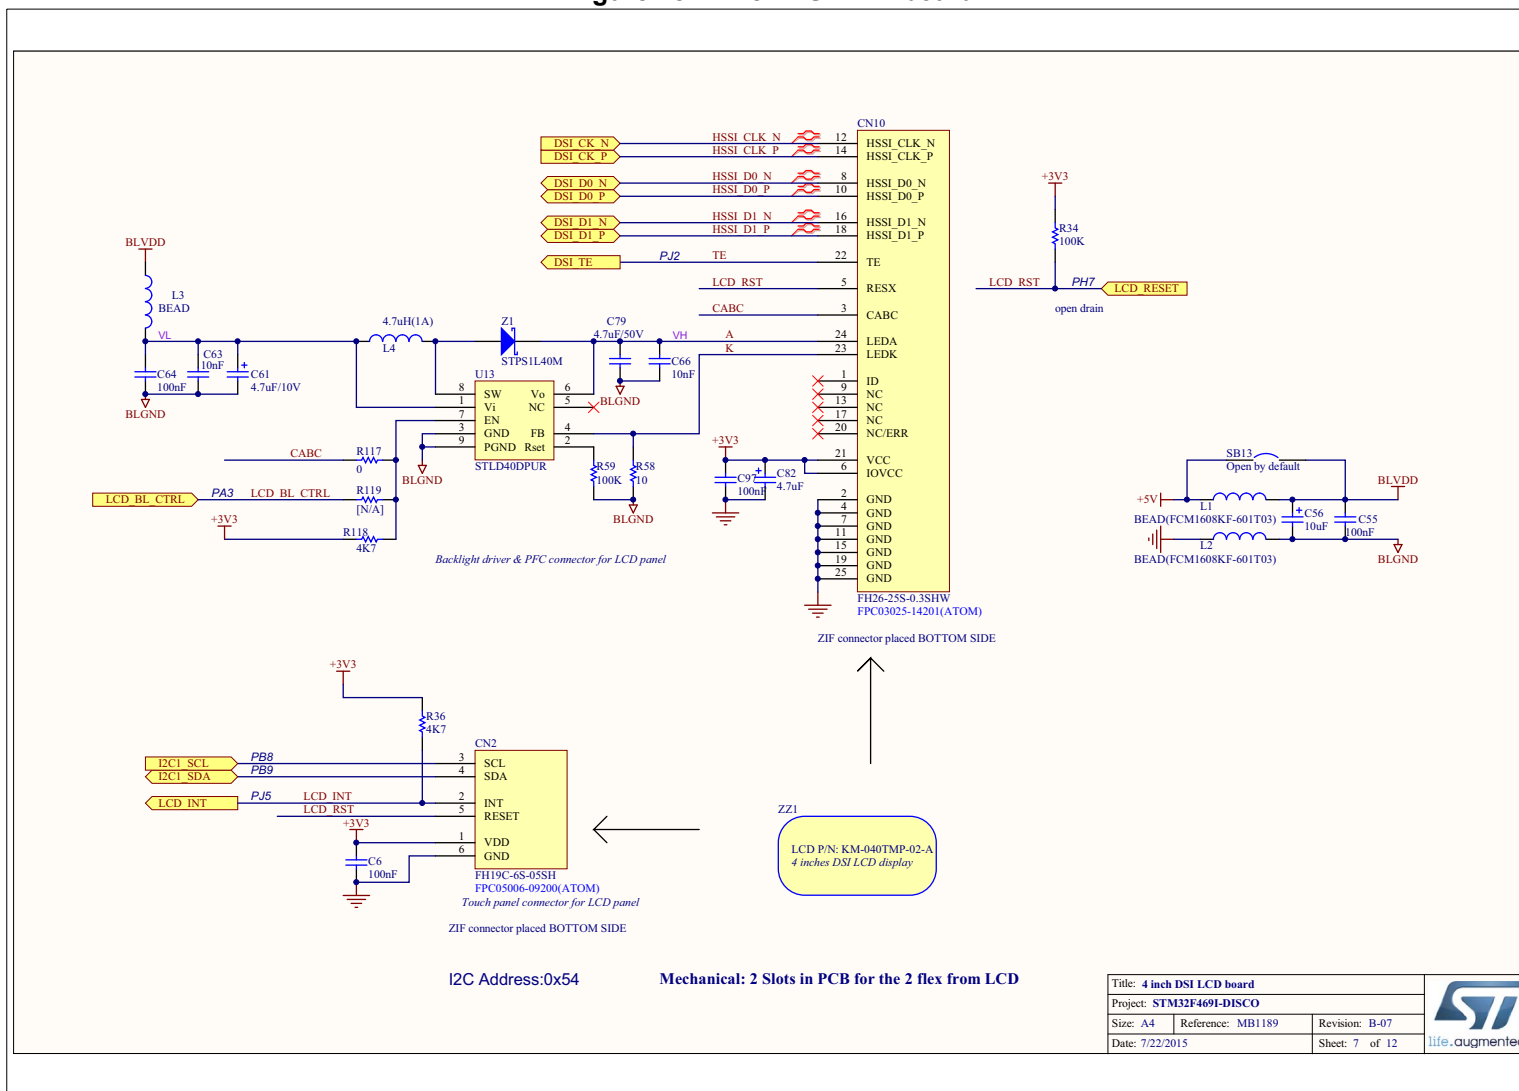 CN10
DSI_CK_N HSSI_CLK_N 12 HSSI_CLK_N
DSI_CK_P HSSI_CLK_P 14 HSSI_CLK_P
DSI_D0_N HSSI_D0_N 8 HSSI_D0_N
DSI_D0_P HSSI_D0_P 10 HSSI_D0_P
DSI_D1_N HSSI_D1_N 16 HSSI_D1_N
DSI_D1_P HSSI_D1_P 18 HSSI_D1_P
DSI_TE PJ2 TE 22 TE
LCD_RST 5 RESX
CABC 3 CABC
A 24 LEDA
K 23 LEDK
1 ID
9 NC
13 NC
17 NC
20 NC/ERR
21 VCC
6 IOVCC
2 GND
4 GND
7 GND
11 GND
15 GND
19 GND
25 GND
FH26-25S-0.3SHW
FPC03025-14201(ATOM)
ZIF connector placed BOTTOM SIDE
+3V3
R34
100K
LCD_RST PH7 LCD_RESET
open drain
BLVDD
L3
BEAD
VL
4.7uH(1A)
L4
Z1
STPS1L40M
C79
4.7uF/50V
VH
C66
10nF
BLGND
C64
100nF
C63
10nF
C61
4.7uF/10V
BLGND
U13
8 SW Vo 6
1 Vi NC 5
7 EN
3 GND FB 4
9 PGND Rset 2
STLD40DPUR
BLGND
R59
100K
R58
10
BLGND
CABC R117
0
LCD_BL_CTRL PA3 LCD_BL_CTRL R119
[N/A]
+3V3 R118
4K7
Backlight driver & PFC connector for LCD panel
+3V3
C97
100nF
C82
4.7uF
SB13
Open by default
+5V
L1
BEAD(FCM1608KF-601T03)
L2
BEAD(FCM1608KF-601T03)
C56
10uF
C55
100nF
BLVDD
BLGND
+3V3
R36
4K7
CN2
I2C1_SCL PB8 3 SCL
I2C1_SDA PB9 4 SDA
LCD_INT PJ5 LCD_INT 2 INT
LCD_RST 5 RESET
+3V3 1 VDD
6 GND
C6
100nF
FH19C-6S-05SH
FPC05006-09200(ATOM)
Touch panel connector for LCD panel
ZIF connector placed BOTTOM SIDE
ZZ1
LCD P/N: KM-040TMP-02-A
4 inches DSI LCD display
I2C Address:0x54
Mechanical: 2 Slots in PCB for the 2 flex from LCD
Title: 4 inch DSI LCD board
Project: STM32F469I-DISCO
Size: A4 Reference: MB1189 Revision: B-07
Date: 7/22/2015 Sheet: 7 of 12
ST
life.augmented